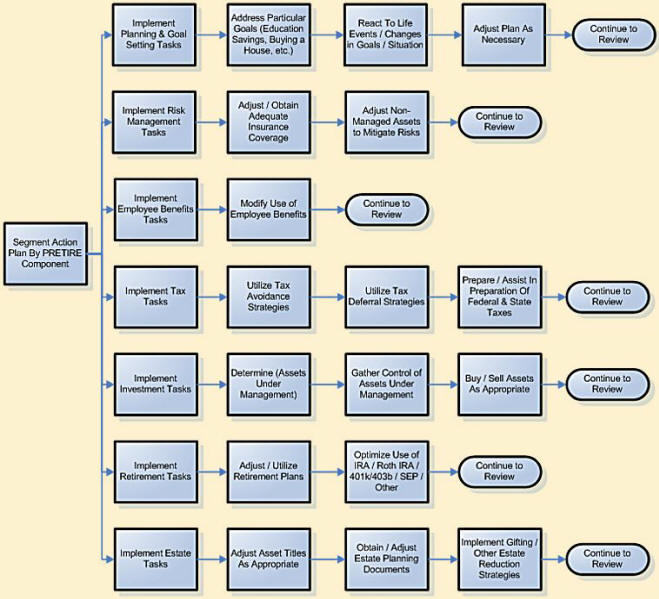 Segment Action
Plan By PRETIRE
Component
Implement
Planning & Goal
Setting Tasks
Address Particular
Goals (Education
Savings, Buying a
House, etc.)
React To Life
Events / Changes
in Goals / Situation
Adjust Plan As
Necessary
Continue to
Review
Implement Risk
Management
Tasks
Adjust / Obtain
Adequate
Insurance
Coverage
Adjust Non-
Managed Assets
to Mitigate Risks
Continue to
Review
Implement
Employee Benefits
Tasks
Modify Use of
Employee Benefits
Continue to
Review
Implement Tax
Tasks
Utilize Tax
Avoidance
Strategies
Utilize Tax
Deferral Strategies
Prepare / Assist In
Preparation Of
Federal & State
Taxes
Continue to
Review
Implement
Investment Tasks
Determine (Assets
Under
Management)
Gather Control of
Assets Under
Management
Buy / Sell Assets
As Appropriate
Continue to
Review
Implement
Retirement Tasks
Adjust / Utilize
Retirement Plans
Optimize Use of
IRA / Roth IRA /
401k/403b / SEP /
Other
Continue to
Review
Implement Estate
Tasks
Adjust Asset Titles
As Appropriate
Obtain / Adjust
Estate Planning
Documents
Implement Gifting /
Other Estate
Reduction
Strategies
Continue to
Review